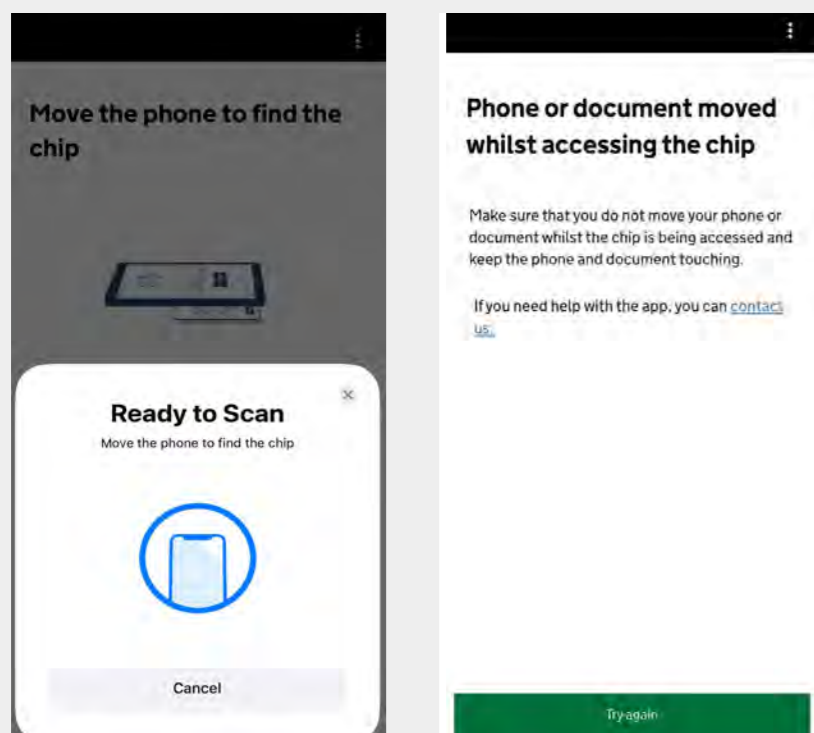 Move the phone to find the
chip
Ready to Scan
Move the phone to find the chip
Cancel
Phone or document moved
whilst accessing the chip
Make sure that you do not move your phone or
document whilst the chip is being accessed and
keep the phone and document touching.
If you need help with the app, you can contact
us.
Try again